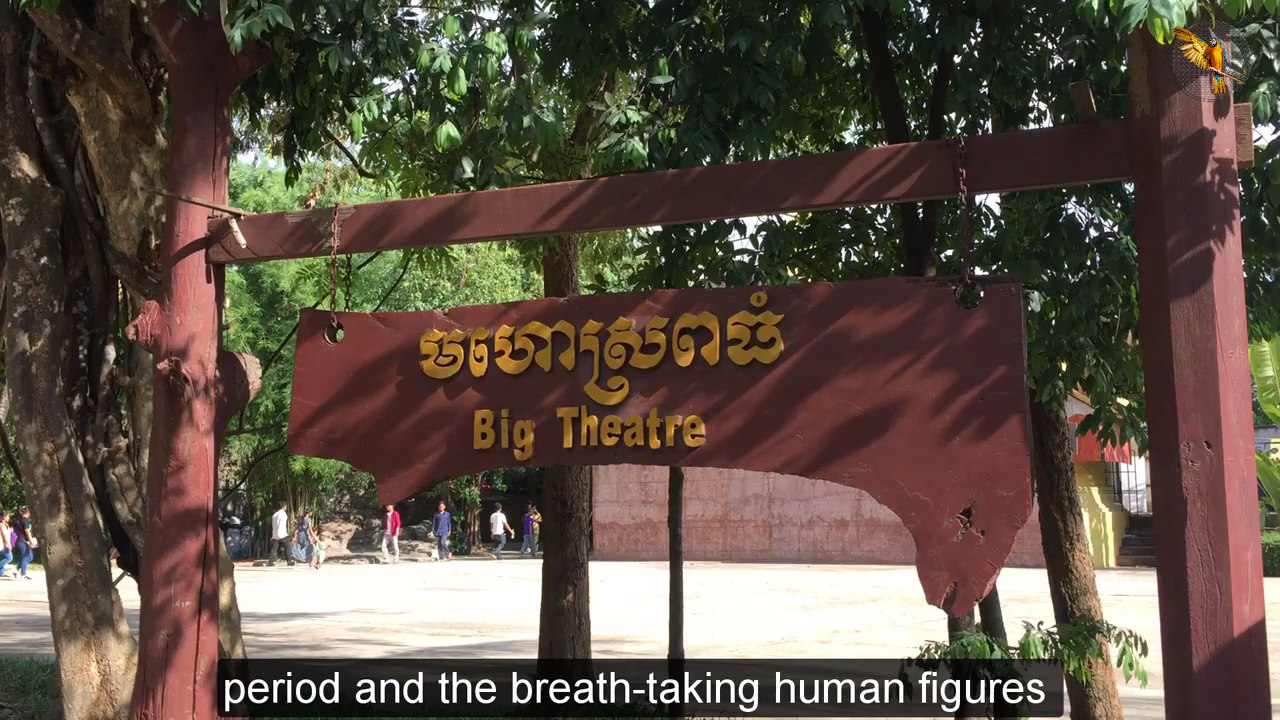 មហោស្រពធំ
Big Theatre
period and the breath-taking human figures